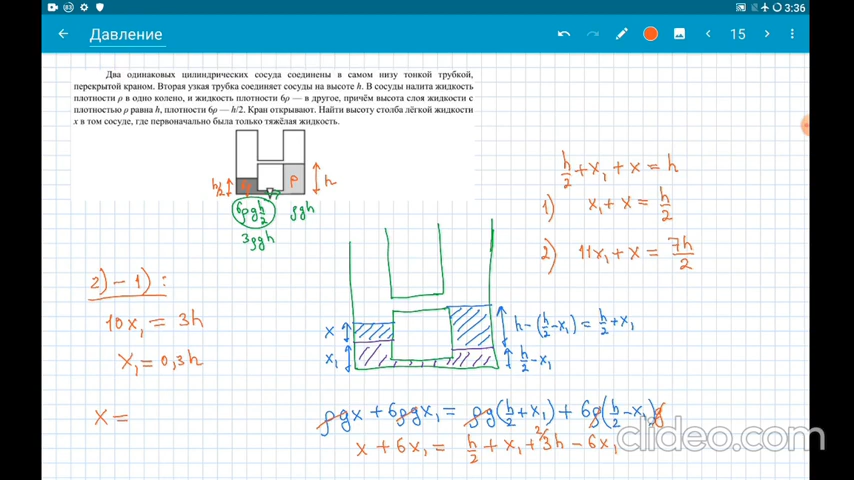 3:36
Давление
15
Два одинаковых цилиндрических сосуда соединены в самом низу тонкой трубкой,
перекрытой краном. Вторая узкая трубка соединяет сосуды на высоте h. В сосуды налита жидкость
плотности ρ в одно колено, и жидкость плотности 6ρ — в другое, причём высота слоя жидкости с
плотностью ρ равна h, плотности 6ρ — h/2. Кран открывают. Найти высоту столба лёгкой жидкости
x в том сосуде, где первоначально была только тяжёлая жидкость.
h/2 ρ h
6ρg h/2 ρgh
3ρgh
h/2 + x₁ + x = h
1) x₁ + x = h/2
2) 11x₁ + x = 7h/2
2) - 1) :
10x₁ = 3h
x₁ = 0,3h
x =
x
x₁
h - (h/2 - x₁) = h/2 + x₁
h/2 - x₁
ρgx + 6ρgx₁ = ρg(h/2 + x₁) + 6ρ(h/2 - x₁)g
x + 6x₁ = h/2 + x₁ + 3h - 6x₁
clideo.com